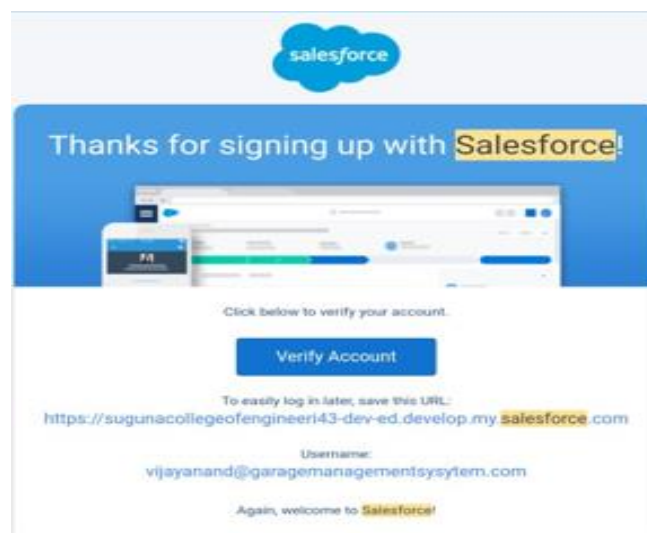 salesforce
Thanks for signing up with Salesforce!
Click below to verify your account.
Verify Account
To easily log in later, save this URL:
https://sugunacollegeofengineeri43-dev-ed.develop.my.salesforce.com
Username:
vijayanand@garagemanagementsysytem.com
Again, welcome to Salesforce!